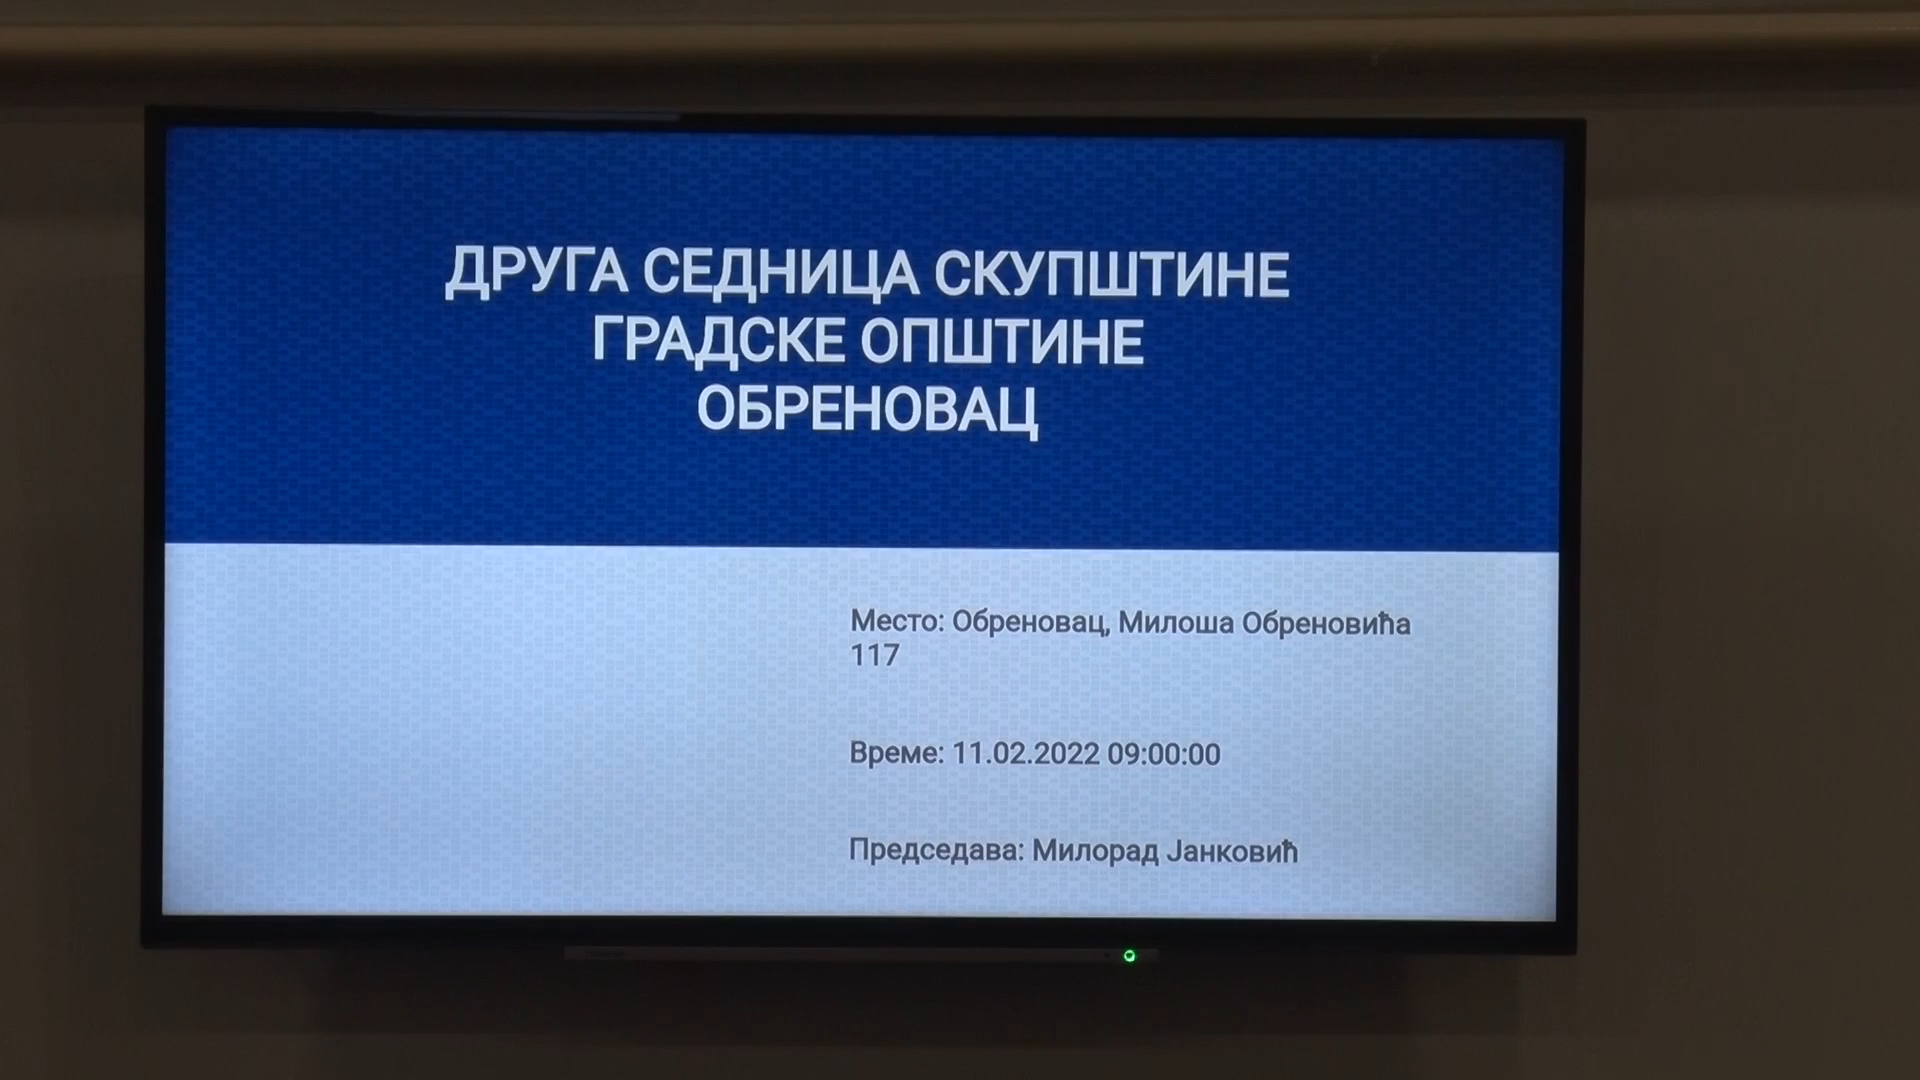 ДРУГА СЕДНИЦА СКУПШТИНЕ
ГРАДСКЕ ОПШТИНЕ
ОБРЕНОВАЦ
Место: Обреновац, Милоша Обреновића
117
Време: 11.02.2022 09:00:00
Председава: Милорад Јанковић